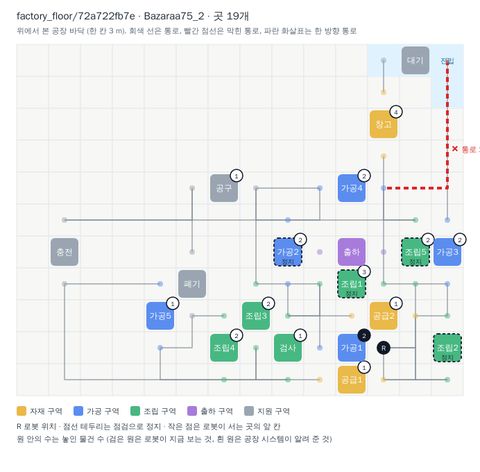 factory_floor/72a722fb7e · Bazaraa75_2 · 곳 19개
위에서 본 공장 바닥 (한 칸 3 m). 회색 선은 통로, 빨간 점선은 막힌 통로, 파란 화살표는 한 방향 통로
대기
4
창고
✕ 통로
1
공구
2
가공4
충전
2
가공2
정지
출하
2
조립5
정지
2
가공3
폐기
3
조립1
정지
1
가공5
2
조립3
1
공급2
2
조립4
1
검사
2
가공1
R
조립2
정지
1
공급1
자재 구역
가공 구역
조립 구역
출하 구역
지원 구역
R 로봇 위치 · 점선 테두리는 점검으로 정지 · 작은 점은 로봇이 서는 곳의 앞 칸
원 안의 수는 놓인 물건 수 (검은 원은 로봇이 지금 보는 것, 흰 원은 공장 시스템이 알려 준 것)